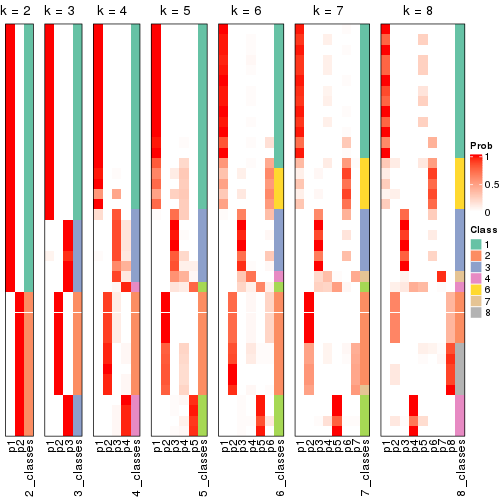 k = 2 k = 3 k = 4 k = 5 k = 6 k = 7 k = 8
Prob
1
0.5
0
Class
1
2
3
4
6
7
8
p1 p2 2_classes
p1 p2 p3 3_classes
p1 p2 p3 p4 4_classes
p1 p2 p3 p4 p5 5_classes
p1 p2 p3 p4 p5 p6 6_classes
p1 p2 p3 p4 p5 p6 p7 7_classes
p1 p2 p3 p4 p5 p6 p7 p8 8_classes